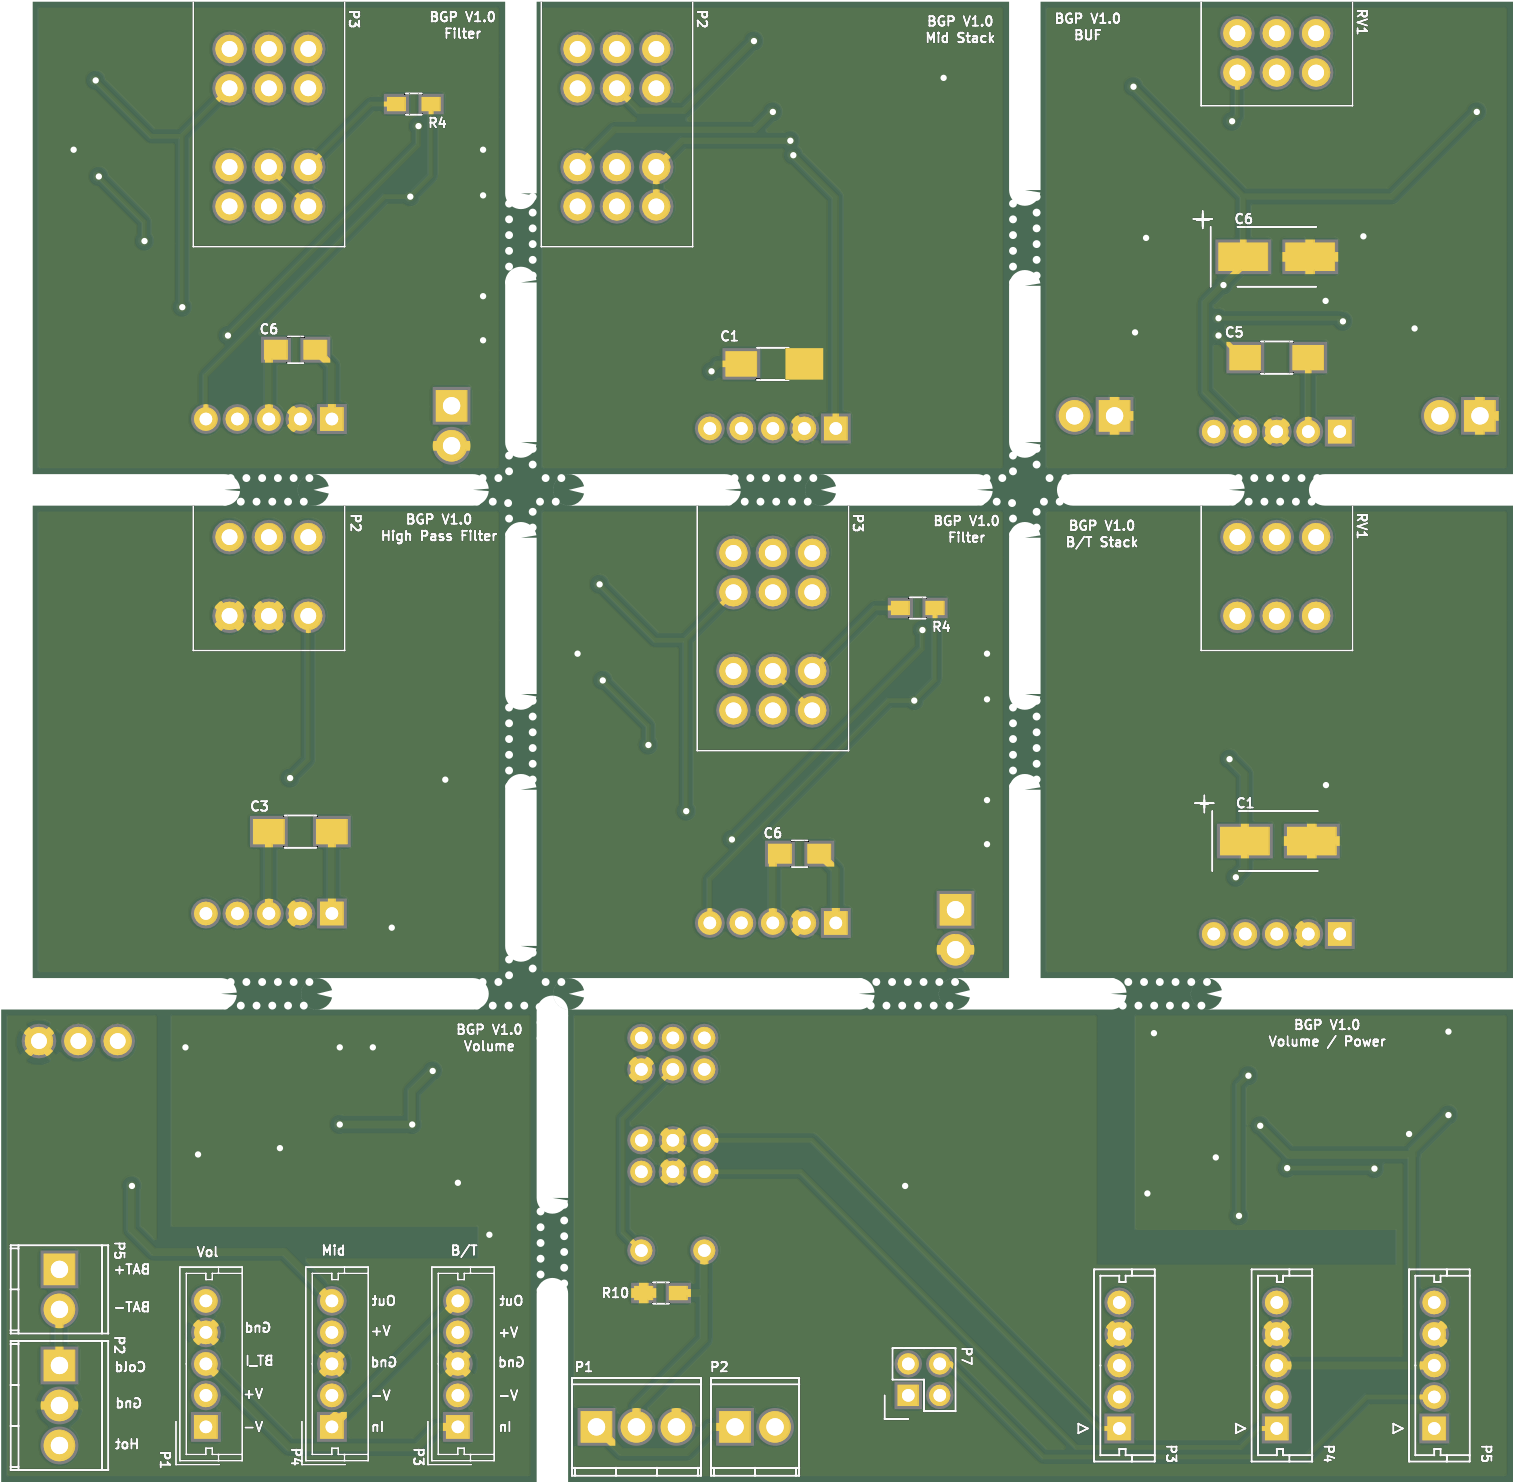 P3
BGP V1.0
Filter
R4
C6
P2
BGP V1.0
Mid Stack
C1
BGP V1.0
BUF
RV1
C6
C5
P2
BGP V1.0
High Pass Filter
C3
P3
BGP V1.0
Filter
R4
C6
BGP V1.0
B/T Stack
RV1
C1
BGP V1.0
Volume
P5
BAT+
BAT-
P2
Cold
Gnd
Hot
Vol
Gnd
BT_I
V+
V-
P1
Mid
Out
V+
Gnd
V-
In
P4
B/T
Out
V+
Gnd
V-
In
P3
BGP V1.0
Volume / Power
R10
P1
P2
P7
P3
P4
P5